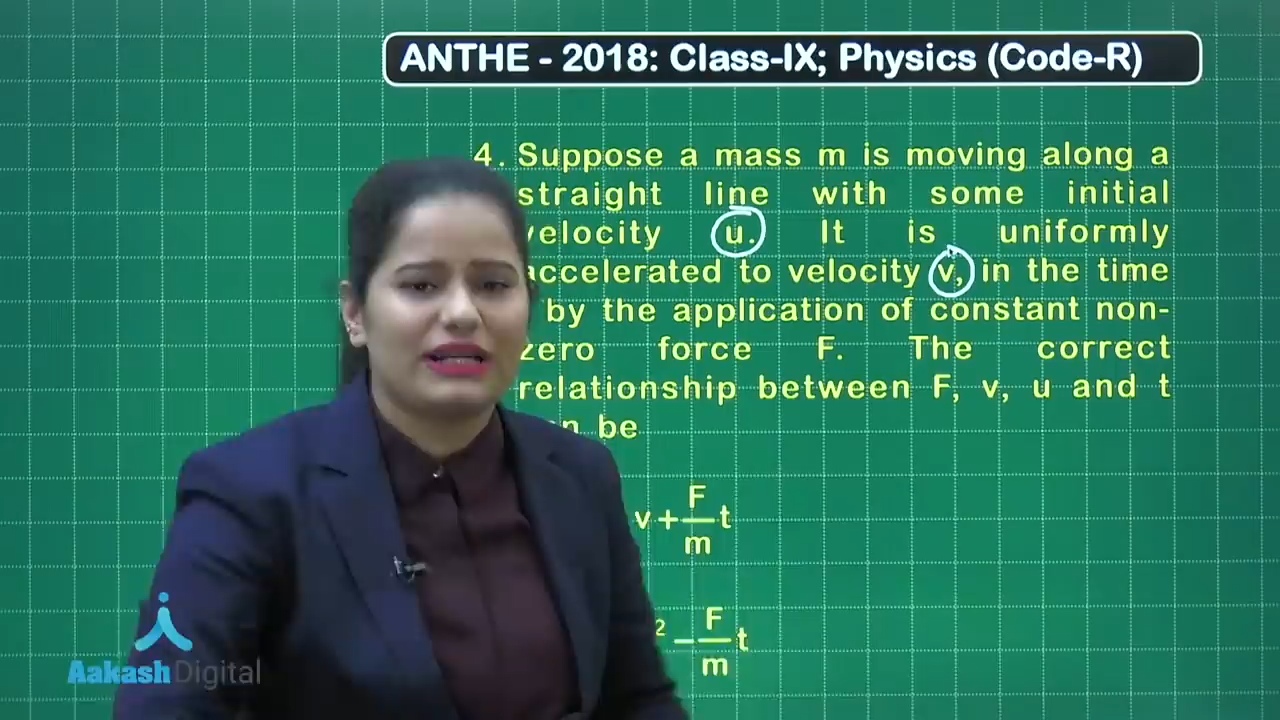 ANTHE - 2018: Class-IX; Physics (Code-R)
4. Suppose a mass m is moving along a
straight line with some initial
velocity u. It is uniformly
accelerated to velocity v, in the time
by the application of constant non-
zero force F. The correct
relationship between F, v, u and t
be
v+F/m t
2 – F/m t
Aakash Digital